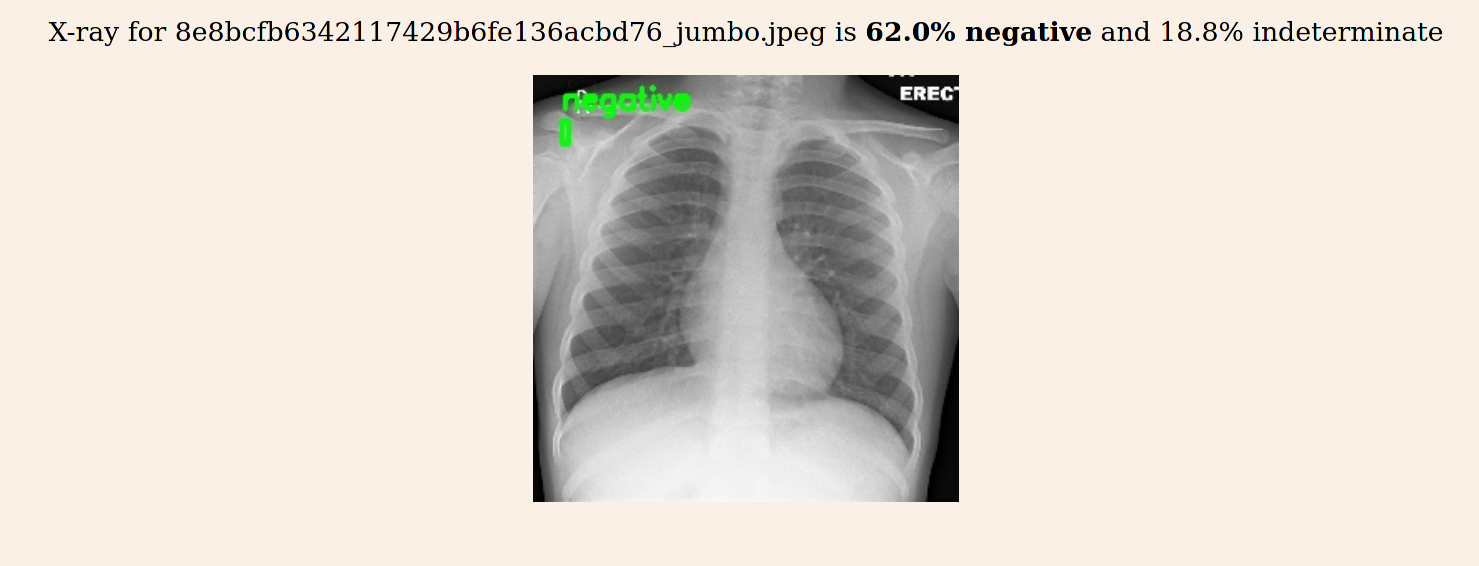 X-ray for 8e8bcfb6342117429b6fe136acbd76_jumbo.jpeg is 62.0% negative and 18.8% indeterminate
negative
ERECT